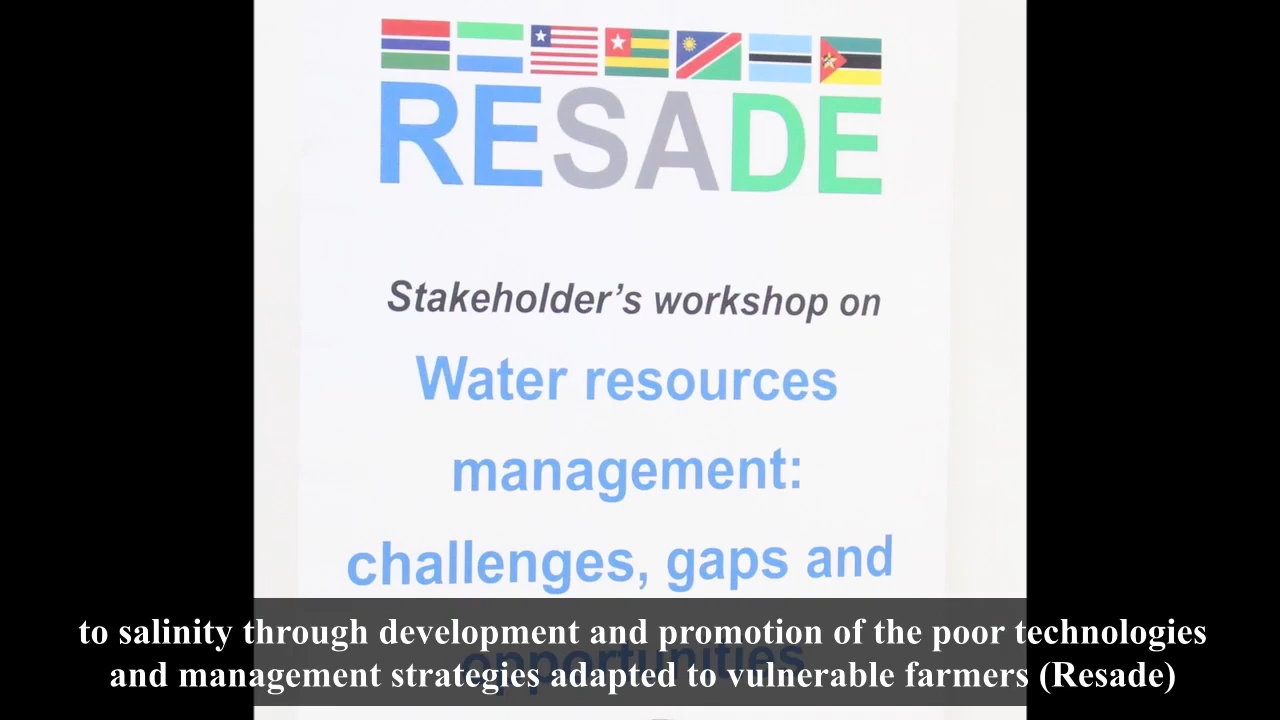 RESADE
Stakeholder's workshop on
Water resources
management:
challenges, gaps and
opportunities
to salinity through development and promotion of the poor technologies
and management strategies adapted to vulnerable farmers (Resade)